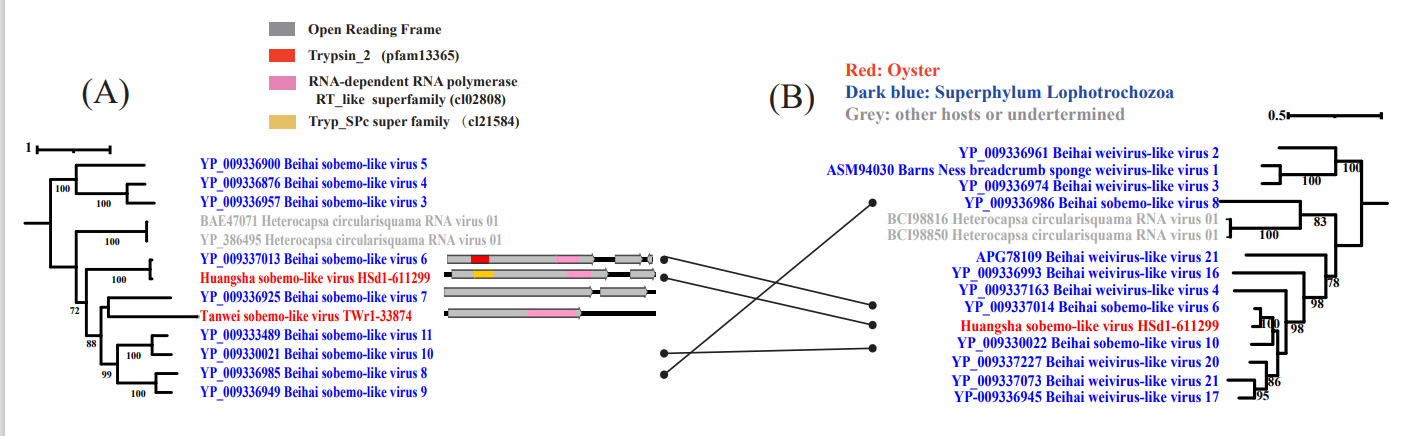 Open Reading Frame
Trypsin_2 (pfam13365)
RNA-dependent RNA polymerase
RT_like superfamily (cl02808)
Tryp_SPc super family （cl21584)
(A)
1
YP_009336900 Beihai sobemo-like virus 5
YP_009336876 Beihai sobemo-like virus 4
YP_009336957 Beihai sobemo-like virus 3
BAE47071 Heterocapsa circularisquama RNA virus 01
YP_386495 Heterocapsa circularisquama RNA virus 01
YP_009337013 Beihai sobemo-like virus 6
Huangsha sobemo-like virus HSd1-611299
YP_009336925 Beihai sobemo-like virus 7
Tanwei sobemo-like virus TWr1-33874
YP_009333489 Beihai sobemo-like virus 11
YP_009330021 Beihai sobemo-like virus 10
YP_009336985 Beihai sobemo-like virus 8
YP_009336949 Beihai sobemo-like virus 9
100
100
100
100
72
88
100
99
100
(B)
Red: Oyster
Dark blue: Superphylum Lophotrochozoa
Grey: other hosts or undertermined
0.5
YP_009336961 Beihai weivirus-like virus 2
ASM94030 Barns Ness breadcrumb sponge weivirus-like virus 1
YP_009336974 Beihai weivirus-like virus 3
YP_009336986 Beihai sobemo-like virus 8
BCI98816 Heterocapsa circularisquama RNA virus 01
BCI98850 Heterocapsa circularisquama RNA virus 01
APG78109 Beihai weivirus-like virus 21
YP_009336993 Beihai weivirus-like virus 16
YP_009337163 Beihai weivirus-like virus 4
YP_009337014 Beihai sobemo-like virus 6
Huangsha sobemo-like virus HSd1-611299
YP_009330022 Beihai sobemo-like virus 10
YP_009337227 Beihai weivirus-like virus 20
YP_009337073 Beihai weivirus-like virus 21
YP-009336945 Beihai weivirus-like virus 17
100
100
83
100
78
98
98
100
86
95